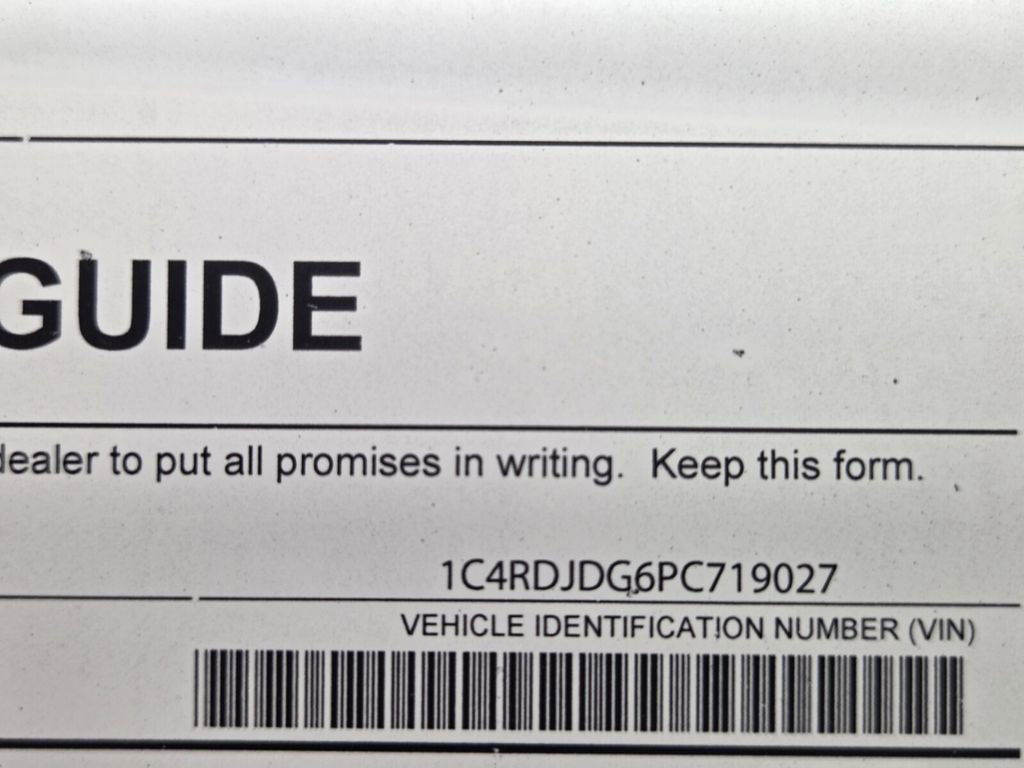 GUIDE
dealer to put all promises in writing.  Keep this form.
1C4RDJDG6PC719027
VEHICLE IDENTIFICATION NUMBER (VIN)